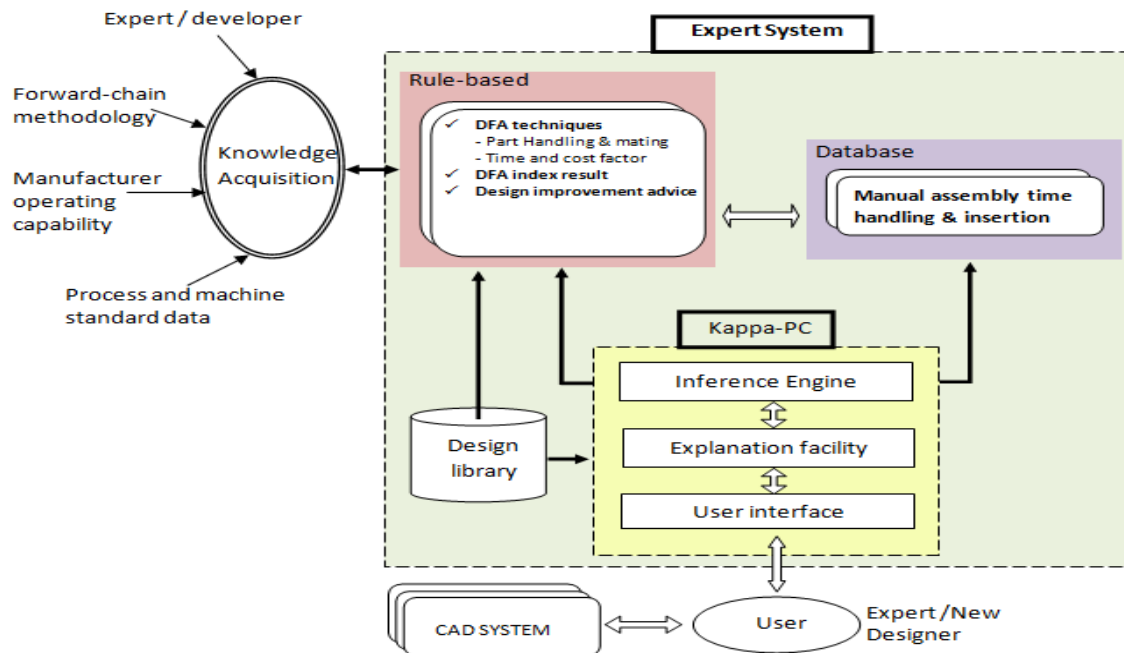 Expert / developer
Expert System
Forward-chain
methodology
Manufacturer
operating
capability
Process and machine
standard data
Knowledge
Acquisition
Rule-based
✓ DFA techniques
- Part Handling & mating
- Time and cost factor
✓ DFA index result
✓ Design improvement advice
Database
Manual assembly time
handling & insertion
Kappa-PC
Inference Engine
Explanation facility
User interface
Design
library
CAD SYSTEM
User
Expert /New
Designer